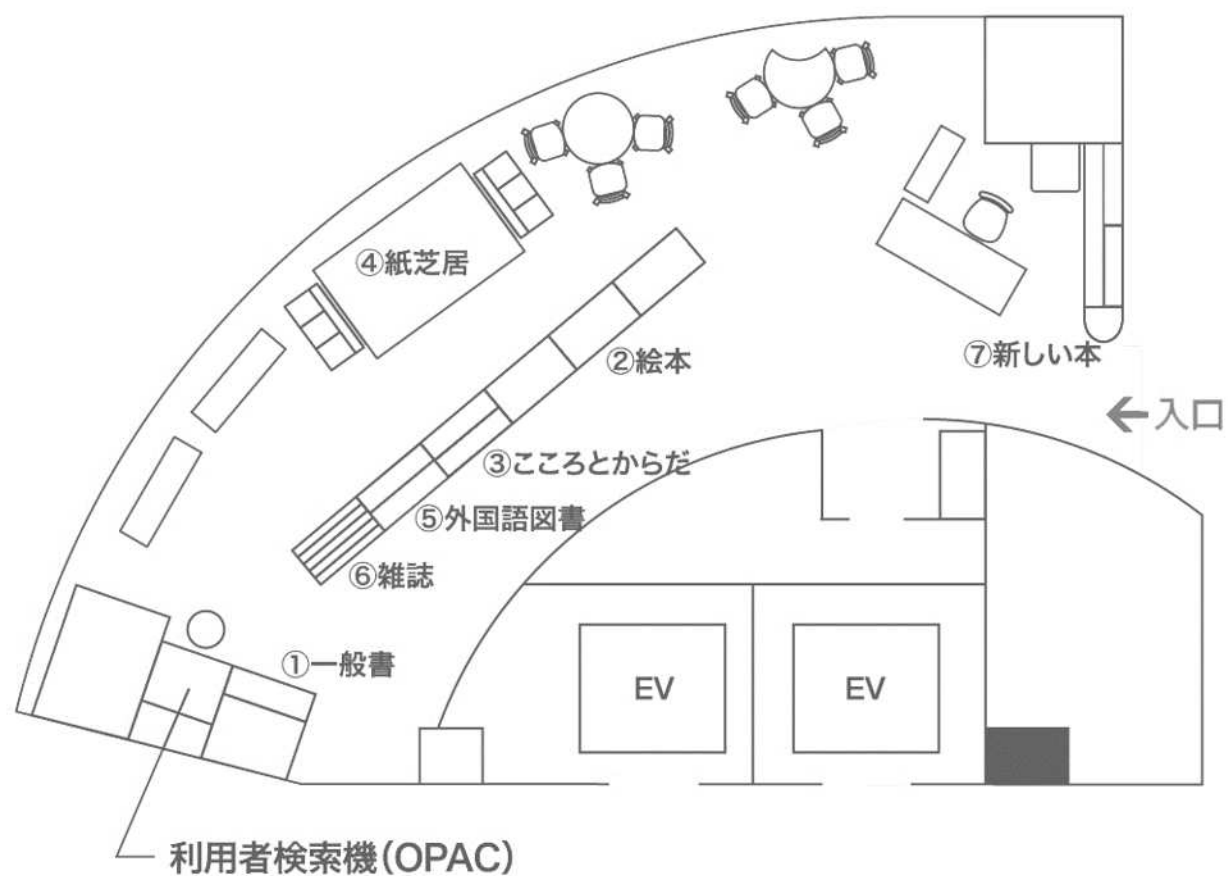 ④紙芝居
②絵本
⑦新しい本
←入口
③こころとからだ
⑤外国語図書
⑥雑誌
①一般書
EV
EV
利用者検索機(OPAC)